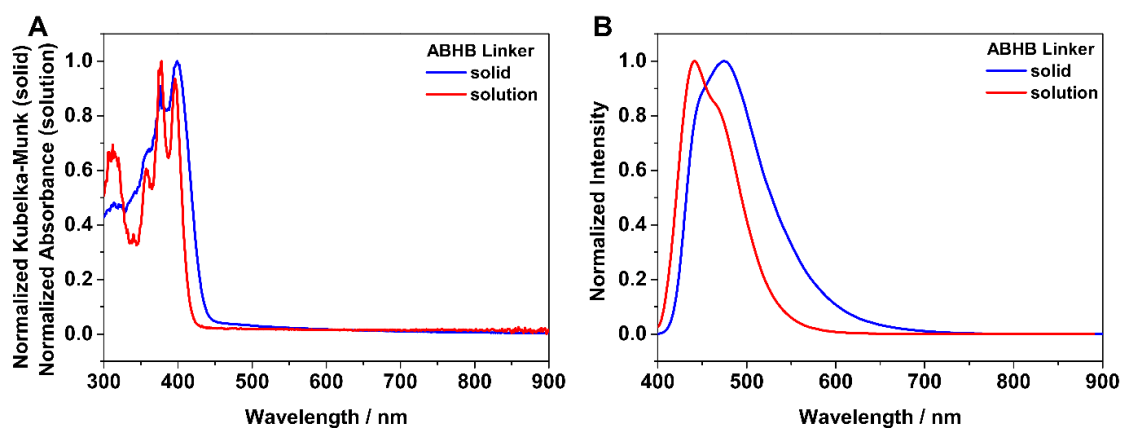 A
Normalized Kubelka-Munk (solid)
Normalized Absorbance (solution)
1.0
0.8
0.6
0.4
0.2
0.0
300 400 500 600 700 800 900
Wavelength / nm
ABHB Linker
solid
solution
B
Normalized Intensity
1.0
0.8
0.6
0.4
0.2
0.0
400 500 600 700 800 900
Wavelength / nm
ABHB Linker
solid
solution